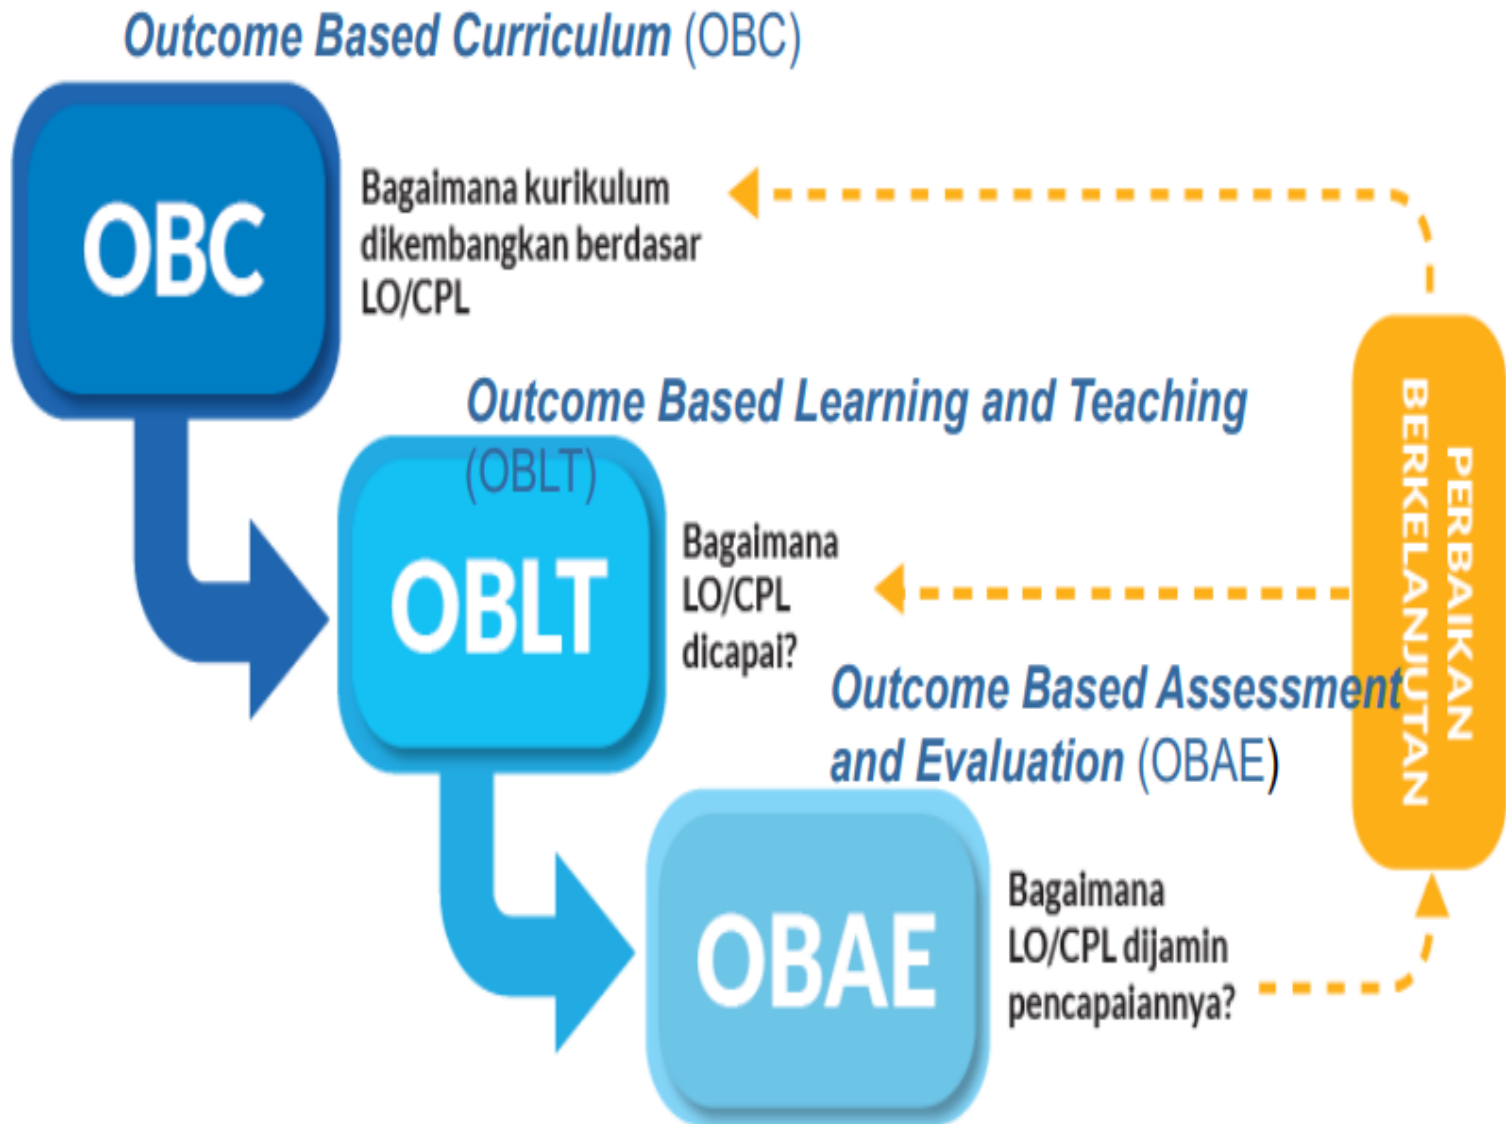 Outcome Based Curriculum (OBC)
OBC
Bagaimana kurikulum
dikembangkan berdasar
LO/CPL
Outcome Based Learning and Teaching
(OBLT)
OBLT
Bagaimana
LO/CPL
dicapai?
Outcome Based Assessment
and Evaluation (OBAE)
OBAE
Bagaimana
LO/CPL dijamin
pencapaiannya?
PERBAIKAN
BERKELANJUTAN